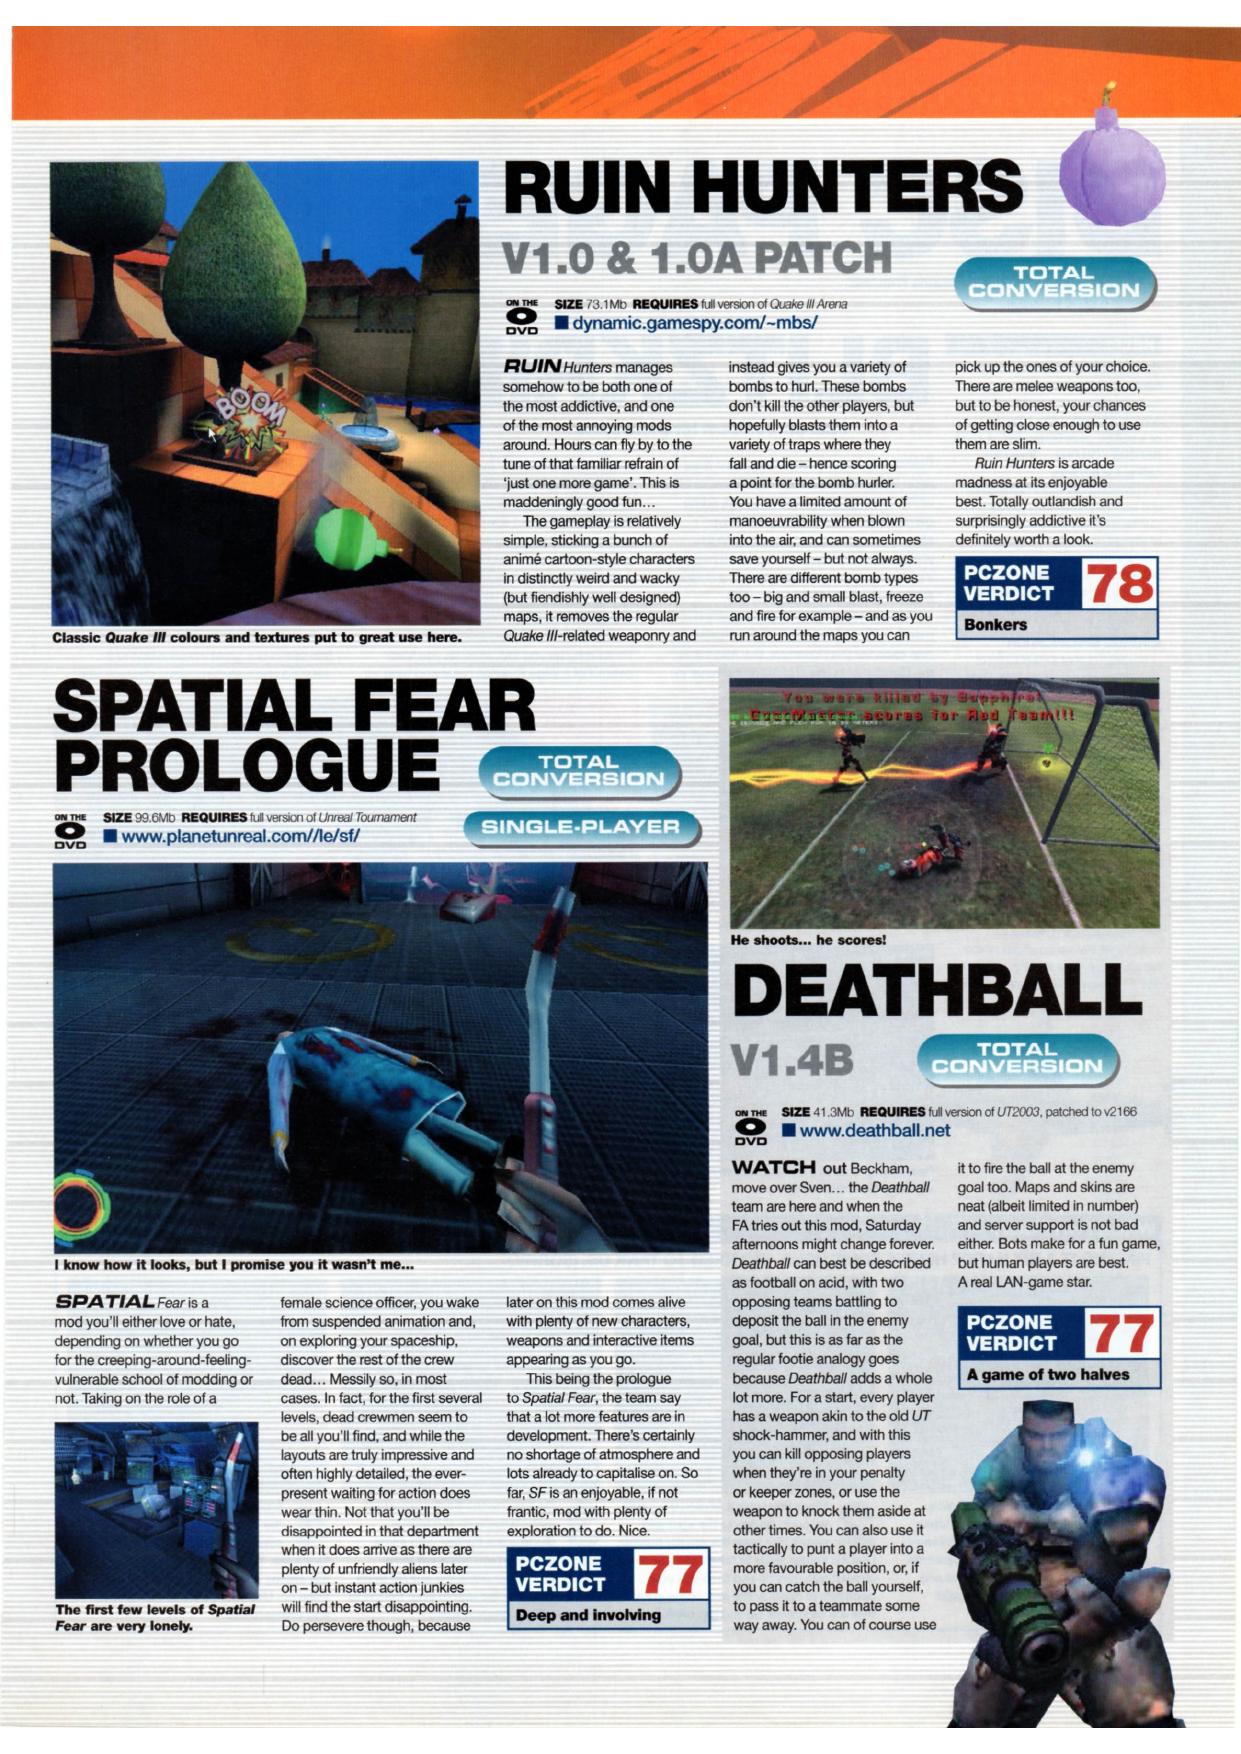 RUIN HUNTERS
V1.0 & 1.0A PATCH
TOTAL
CONVERSION
ON THE
DVD
SIZE 73.1Mb REQUIRES full version of Quake III Arena
dynamic.gamespy.com/~mbs/
BOOM
Classic Quake III colours and textures put to great use here.
RUIN Hunters manages
somehow to be both one of
the most addictive, and one
of the most annoying mods
around. Hours can fly by to the
tune of that familiar refrain of
'just one more game'. This is
maddeningly good fun...
The gameplay is relatively
simple, sticking a bunch of
animé cartoon-style characters
in distinctly weird and wacky
(but fiendishly well designed)
maps, it removes the regular
Quake III-related weaponry and
instead gives you a variety of
bombs to hurl. These bombs
don't kill the other players, but
hopefully blasts them into a
variety of traps where they
fall and die – hence scoring
a point for the bomb hurler.
You have a limited amount of
manoeuvrability when blown
into the air, and can sometimes
save yourself – but not always.
There are different bomb types
too – big and small blast, freeze
and fire for example – and as you
run around the maps you can
pick up the ones of your choice.
There are melee weapons too,
but to be honest, your chances
of getting close enough to use
them are slim.
Ruin Hunters is arcade
madness at its enjoyable
best. Totally outlandish and
surprisingly addictive it's
definitely worth a look.
PCZONE
VERDICT 78
Bonkers
SPATIAL FEAR
PROLOGUE
TOTAL
CONVERSION
SINGLE-PLAYER
ON THE
DVD
SIZE 99.6Mb REQUIRES full version of Unreal Tournament
www.planetunreal.com//le/sf/
I know how it looks, but I promise you it wasn't me...
SPATIAL Fear is a
mod you'll either love or hate,
depending on whether you go
for the creeping-around-feeling-
vulnerable school of modding or
not. Taking on the role of a
The first few levels of Spatial
Fear are very lonely.
female science officer, you wake
from suspended animation and,
on exploring your spaceship,
discover the rest of the crew
dead... Messily so, in most
cases. In fact, for the first several
levels, dead crewmen seem to
be all you'll find, and while the
layouts are truly impressive and
often highly detailed, the ever-
present waiting for action does
wear thin. Not that you'll be
disappointed in that department
when it does arrive as there are
plenty of unfriendly aliens later
on – but instant action junkies
will find the start disappointing.
Do persevere though, because
later on this mod comes alive
with plenty of new characters,
weapons and interactive items
appearing as you go.
This being the prologue
to Spatial Fear, the team say
that a lot more features are in
development. There's certainly
no shortage of atmosphere and
lots already to capitalise on. So
far, SF is an enjoyable, if not
frantic, mod with plenty of
exploration to do. Nice.
PCZONE
VERDICT 77
Deep and involving
You were killed by Sapphire!
scores for Red Team!!!
He shoots... he scores!
DEATHBALL
V1.4B
TOTAL
CONVERSION
ON THE
DVD
SIZE 41.3Mb REQUIRES full version of UT2003, patched to v2166
www.deathball.net
WATCH out Beckham,
move over Sven... the Deathball
team are here and when the
FA tries out this mod, Saturday
afternoons might change forever.
Deathball can best be described
as football on acid, with two
opposing teams battling to
deposit the ball in the enemy
goal, but this is as far as the
regular footie analogy goes
because Deathball adds a whole
lot more. For a start, every player
has a weapon akin to the old UT
shock-hammer, and with this
you can kill opposing players
when they're in your penalty
or keeper zones, or use the
weapon to knock them aside at
other times. You can also use it
tactically to punt a player into a
more favourable position, or, if
you can catch the ball yourself,
to pass it to a teammate some
way away. You can of course use
it to fire the ball at the enemy
goal too. Maps and skins are
neat (albeit limited in number)
and server support is not bad
either. Bots make for a fun game,
but human players are best.
A real LAN-game star.
PCZONE
VERDICT 77
A game of two halves